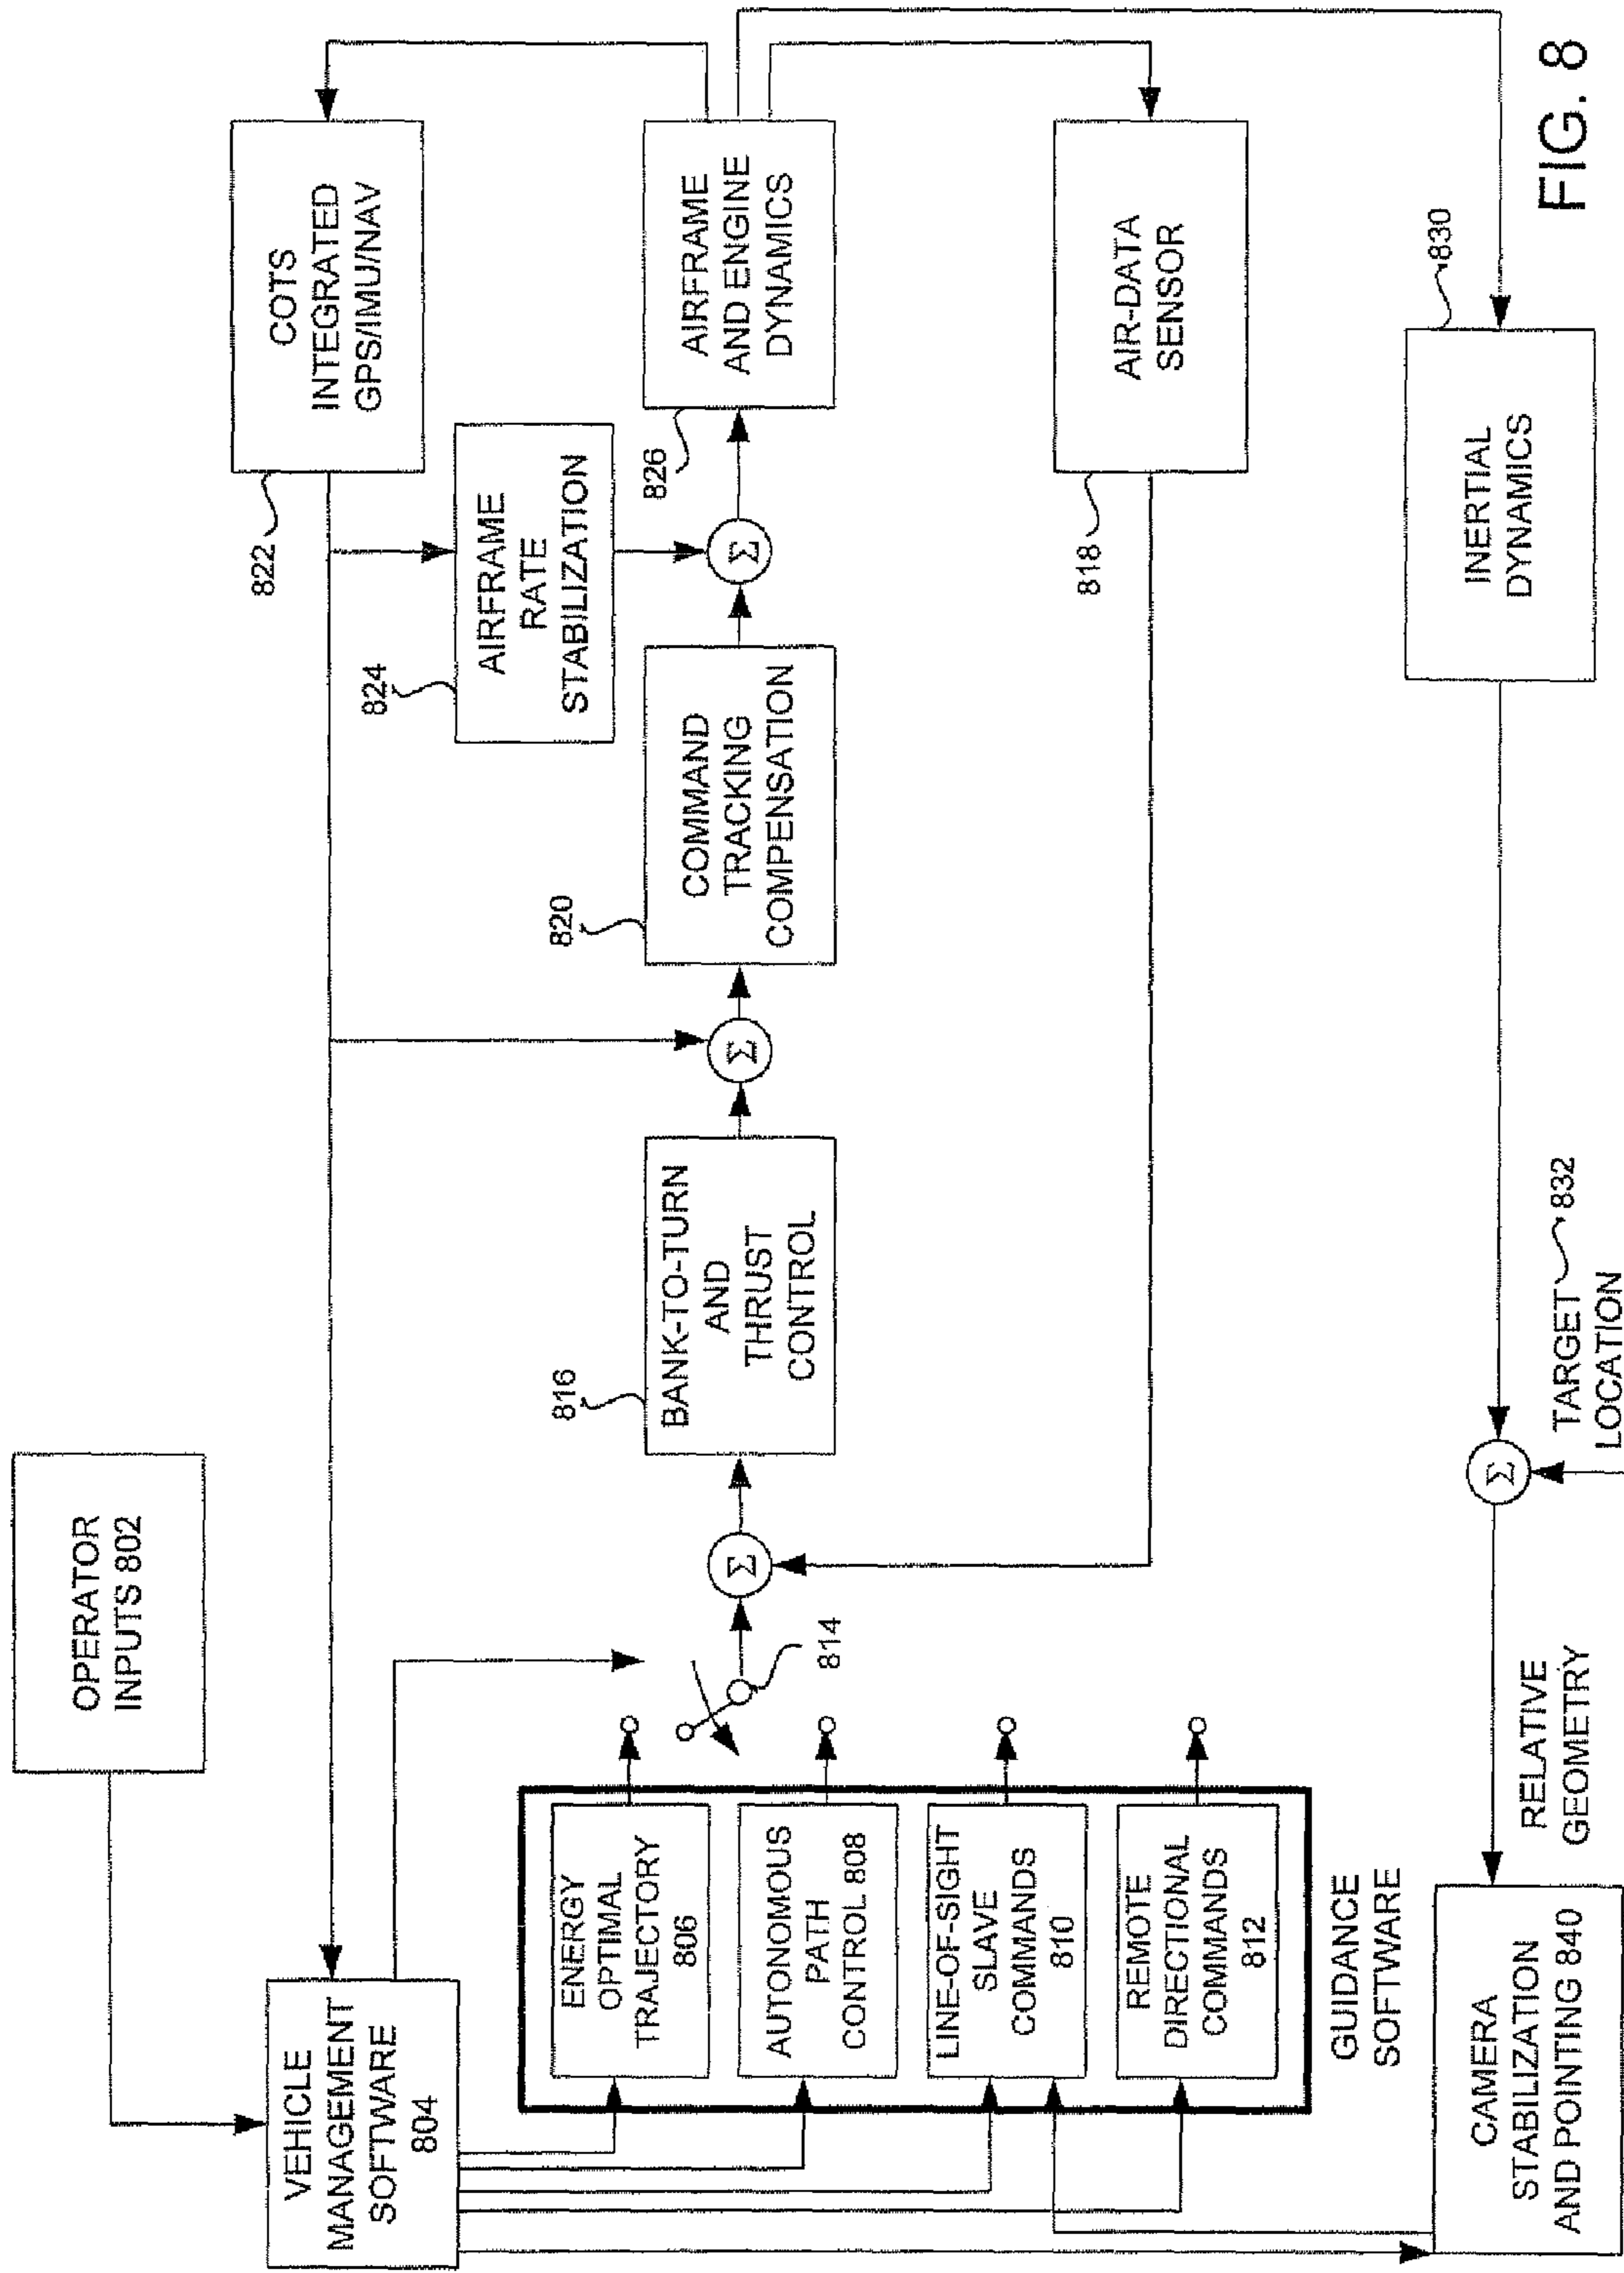 OPERATOR
INPUTS 802
VEHICLE
MANAGEMENT
SOFTWARE
804
COTS
INTEGRATED
GPS/IMU/NAV
822
AIRFRAME
RATE
STABILIZATION
824
ENERGY
OPTIMAL
TRAJECTORY
806
AUTONOMOUS
PATH
CONTROL 808
LINE-OF-SIGHT
SLAVE
COMMANDS
810
REMOTE
DIRECTIONAL
COMMANDS
812
GUIDANCE
SOFTWARE
814
Σ
BANK-TO-TURN
AND
THRUST
CONTROL
816
Σ
COMMAND
TRACKING
COMPENSATION
820
Σ
AIRFRAME
AND ENGINE
DYNAMICS
826
AIR-DATA
SENSOR
818
CAMERA
STABILIZATION
AND POINTING 840
RELATIVE
GEOMETRY
Σ
TARGET 832
LOCATION
INERTIAL
DYNAMICS
830
FIG. 8